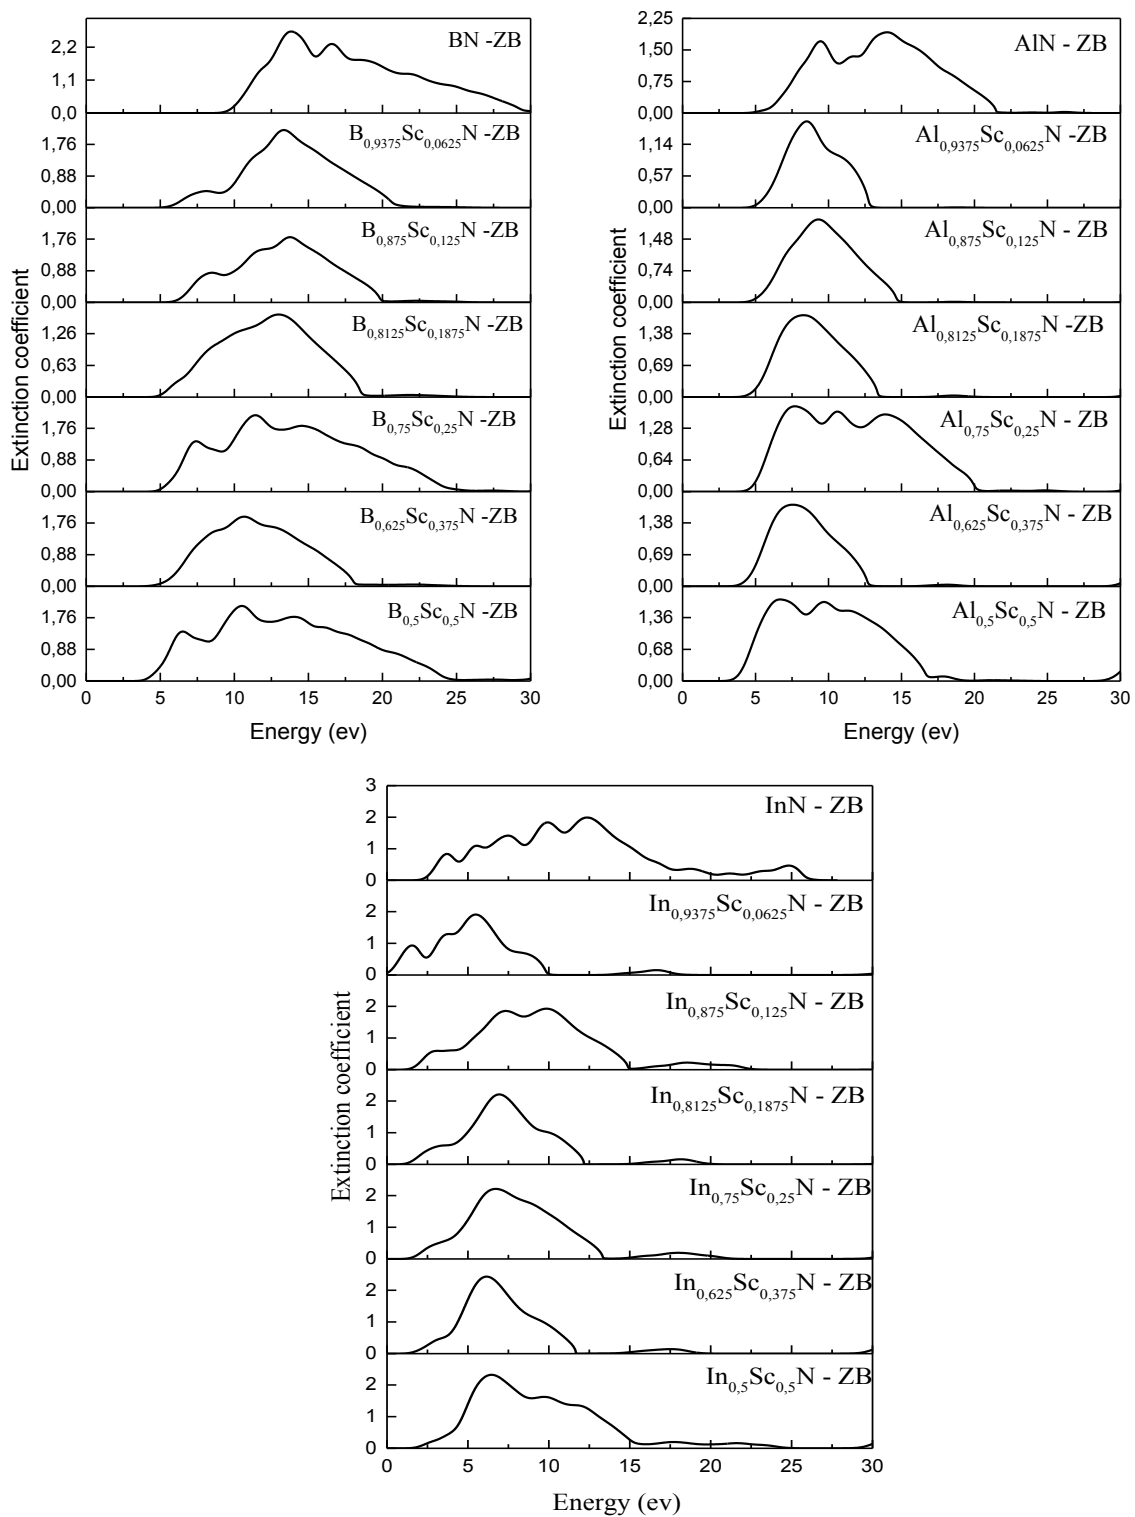 Extinction coefficient
BN -ZB
2,2
1,1
0,0
B0,9375Sc0,0625N -ZB
1,76
0,88
0,00
B0,875Sc0,125N -ZB
1,76
0,88
0,00
B0,8125Sc0,1875N -ZB
1,26
0,63
0,00
B0,75Sc0,25N -ZB
1,76
0,88
0,00
B0,625Sc0,375N -ZB
1,76
0,88
0,00
B0,5Sc0,5N -ZB
1,76
0,88
0,00
0 5 10 15 20 25 30
Energy (ev)
Extinction coefficient
2,25
AlN - ZB
1,50
0,75
0,00
Al0,9375Sc0,0625N - ZB
1,14
0,57
0,00
Al0,875Sc0,125N - ZB
1,48
0,74
0,00
Al0,8125Sc0,1875N -ZB
1,38
0,69
0,00
Al0,75Sc0,25N - ZB
1,28
0,64
0,00
Al0,625Sc0,375N - ZB
1,38
0,69
0,00
Al0,5Sc0,5N - ZB
1,36
0,68
0,00
0 5 10 15 20 25 30
Energy (ev)
Extinction coefficient
3
InN - ZB
2
1
0
In0,9375Sc0,0625N - ZB
2
1
0
In0,875Sc0,125N - ZB
2
1
0
In0,8125Sc0,1875N - ZB
2
1
0
In0,75Sc0,25N - ZB
2
1
0
In0,625Sc0,375N - ZB
2
1
0
In0,5Sc0,5N - ZB
2
1
0
0 5 10 15 20 25 30
Energy (ev)